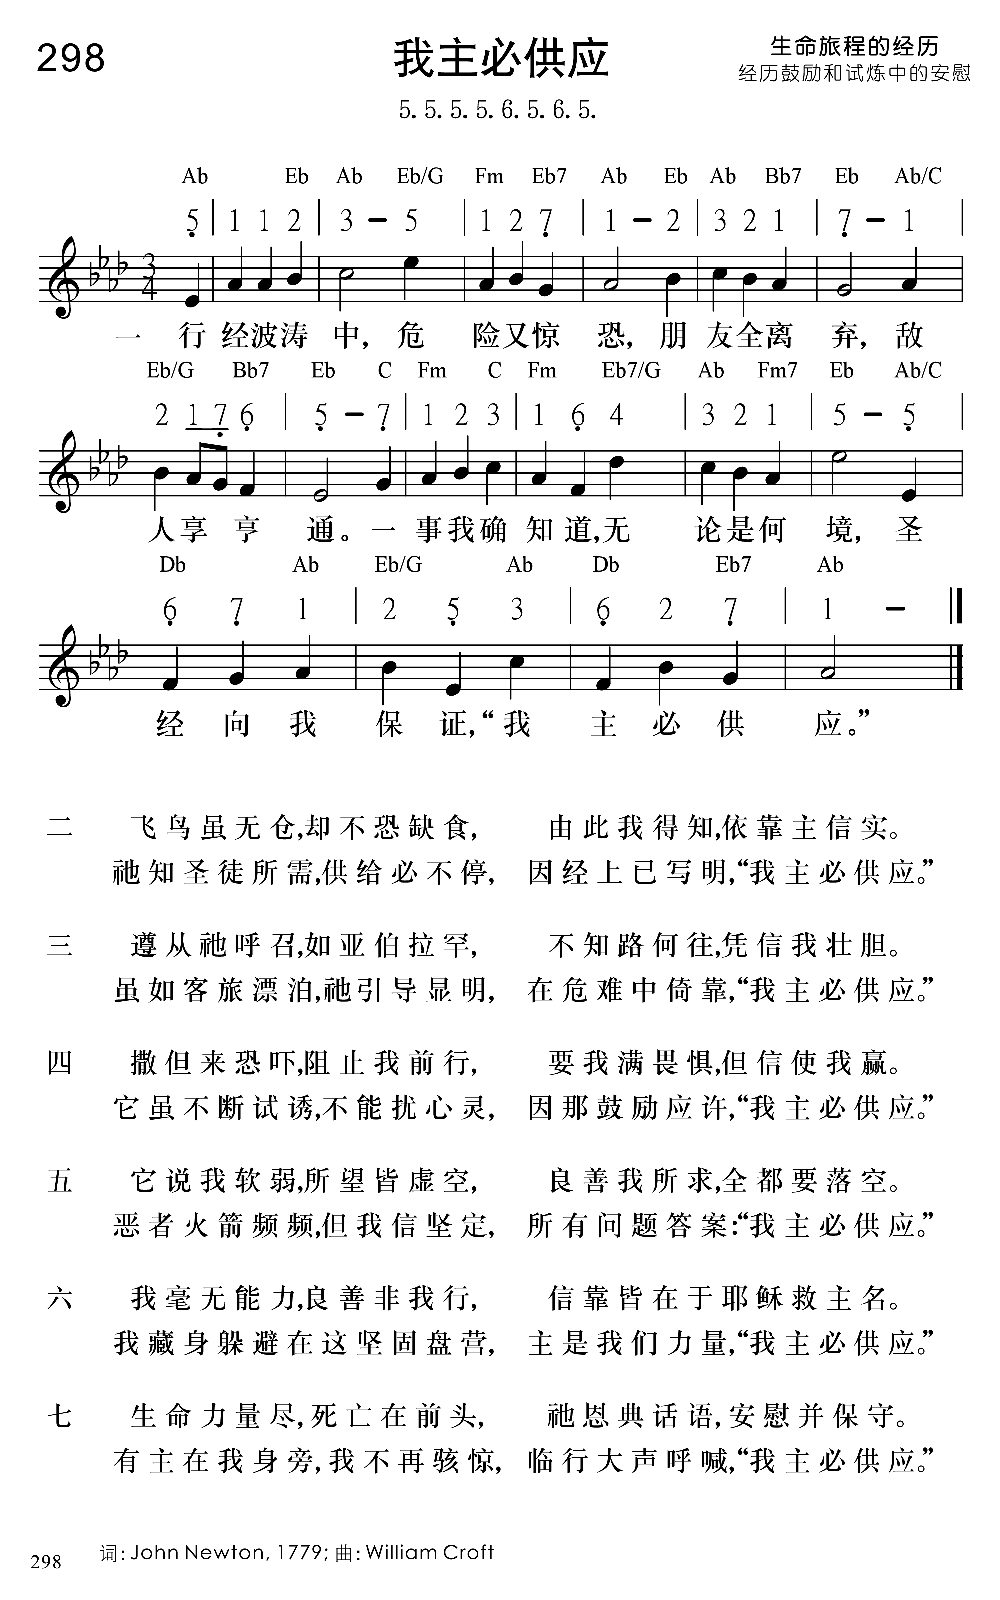 298
我主必供应
生命旅程的经历
经历鼓励和试炼中的安慰
5.5.5.5.6.5.6.5.
Ab Eb Ab Eb/G Fm Eb7 Ab Eb Ab Bb7 Eb Ab/C
5̣ | 1 1 2 | 3 - 5 | 1 2 7̣ | 1 - 2 | 3 2 1 | 7̣ - 1 |
3
4
一 行 经波涛 中，危 险又惊 恐，朋 友全离 弃，敌
Eb/G Bb7 Eb C Fm C Fm Eb7/G Ab Fm7 Eb Ab/C
2 1 7̣ 6̣ | 5̣ - 7̣ | 1 2 3 | 1 6̣ 4 | 3 2 1 | 5 - 5̣ |
人享 亨 通。一 事我确 知道,无 论是何 境，圣
Db Ab Eb/G Ab Db Eb7 Ab
6̣ 7̣ 1 | 2 5̣ 3 | 6̣ 2 7̣ | 1 - ‖
经 向 我 保 证,“我 主 必 供 应。”
二 飞鸟虽无仓,却不恐缺食， 由此我得知,依靠主信实。
祂知圣徒所需,供给必不停， 因经上已写明,“我主必供应。”
三 遵从祂呼召,如亚伯拉罕， 不知路何往,凭信我壮胆。
虽如客旅漂泊,祂引导显明， 在危难中倚靠,“我主必供应。”
四 撒但来恐吓,阻止我前行， 要我满畏惧,但信使我赢。
它虽不断试诱,不能扰心灵， 因那鼓励应许,“我主必供应。”
五 它说我软弱,所望皆虚空， 良善我所求,全都要落空。
恶者火箭频频,但我信坚定， 所有问题答案:“我主必供应。”
六 我毫无能力,良善非我行， 信靠皆在于耶稣救主名。
我藏身躲避在这坚固盘营， 主是我们力量,“我主必供应。”
七 生命力量尽,死亡在前头， 祂恩典话语,安慰并保守。
有主在我身旁,我不再骇惊， 临行大声呼喊,“我主必供应。”
298 词: John Newton, 1779; 曲: William Croft